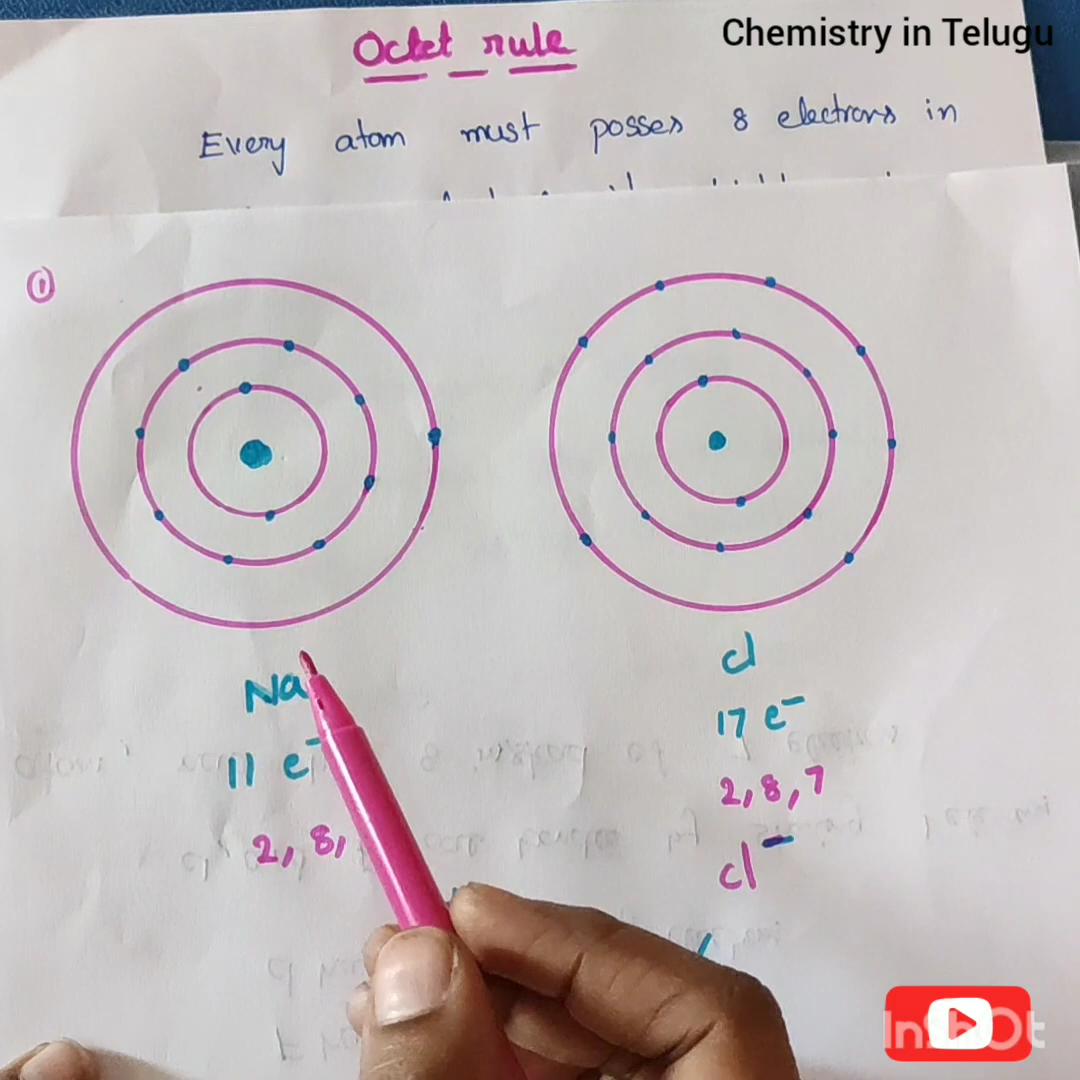 Chemistry in Telugu
Octet rule
Every atom must posses 8 electrons in
①
Na
11 e⁻
2, 8,
Cl
17 e⁻
2, 8, 7
Cl⁻
InShOt